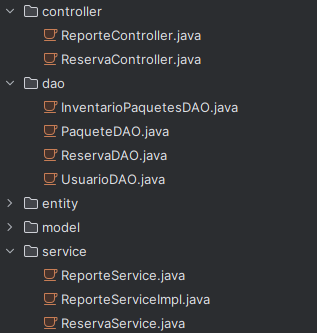 controller
ReporteController.java
ReservaController.java
dao
InventarioPaquetesDAO.java
PaqueteDAO.java
ReservaDAO.java
UsuarioDAO.java
entity
model
service
ReporteService.java
ReporteServiceImpl.java
ReservaService.java